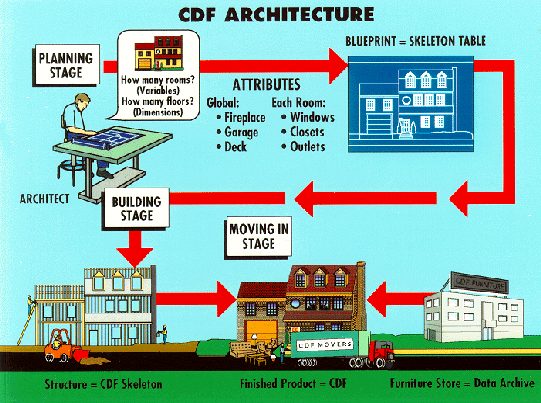 CDF ARCHITECTURE
PLANNING
STAGE
How many rooms?
(Variables)
How many floors?
(Dimensions)
BLUEPRINT = SKELETON TABLE
ATTRIBUTES
Global:
• Fireplace
• Garage
• Deck
Each Room:
• Windows
• Closets
• Outlets
ARCHITECT
BUILDING
STAGE
MOVING IN
STAGE
CDF FURNITURE
CDF MOVERS
Structure = CDF Skeleton
Finished Product = CDF
Furniture Store = Data Archive